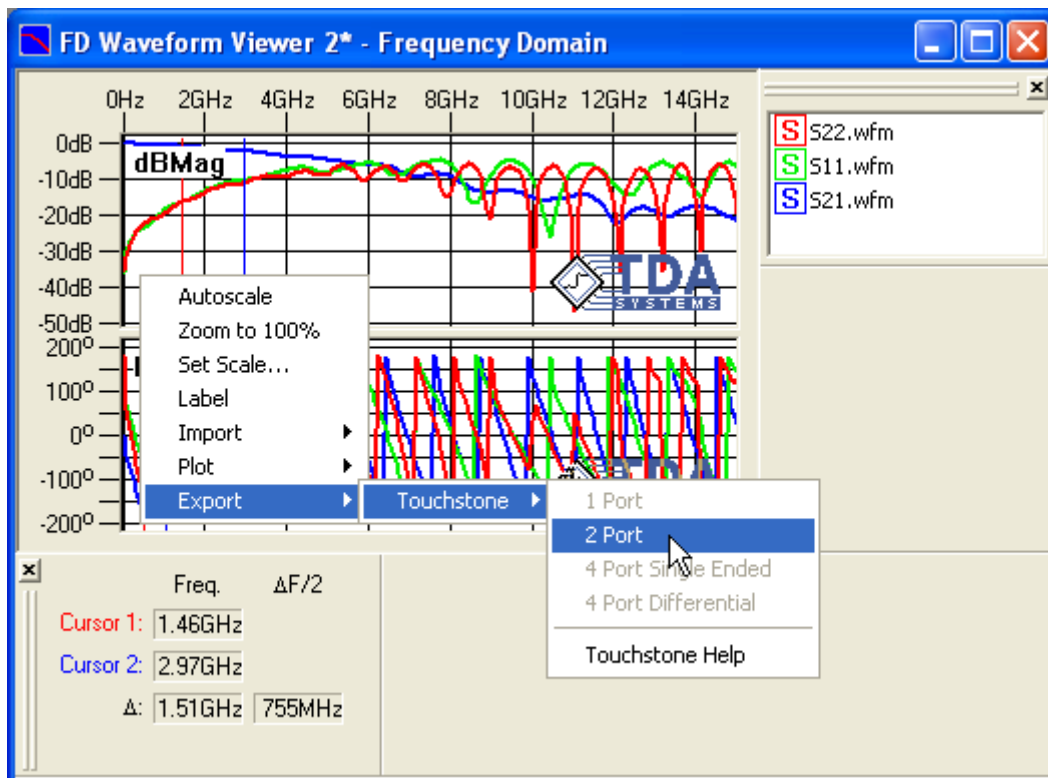 FD Waveform Viewer 2* - Frequency Domain
0Hz 2GHz 4GHz 6GHz 8GHz 10GHz 12GHz 14GHz
0dB
dBMag
-10dB
-20dB
-30dB
-40dB
-50dB
TDA
SYSTEMS
S S22.wfm
S S11.wfm
S S21.wfm
200º
100º
0º
-100º
-200º
TDA
Autoscale
Zoom to 100%
Set Scale...
Label
Import
Plot
Export
Touchstone
1 Port
2 Port
4 Port Single Ended
4 Port Differential
Touchstone Help
Freq. ΔF/2
Cursor 1: 1.46GHz
Cursor 2: 2.97GHz
Δ: 1.51GHz 755MHz